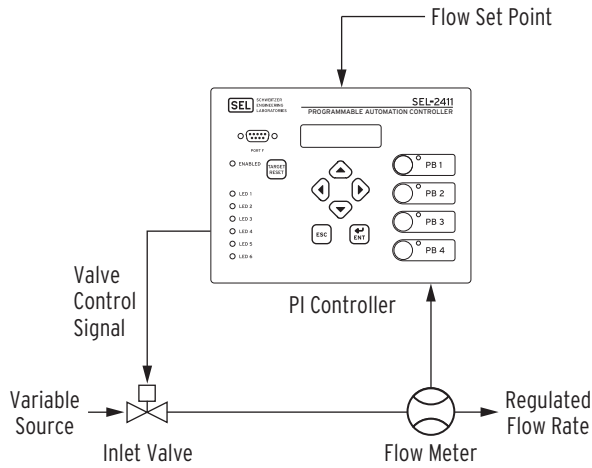 Flow Set Point
SEL
SCHWEITZER
ENGINEERING
LABORATORIES
SEL-2411
PROGRAMMABLE AUTOMATION CONTROLLER
PORT F
ENABLED
TARGET
RESET
PB 1
PB 2
PB 3
PB 4
LED 1
LED 2
LED 3
LED 4
LED 5
LED 6
ESC
ENT
Valve
Control
Signal
PI Controller
Variable
Source
Inlet Valve
Flow Meter
Regulated
Flow Rate